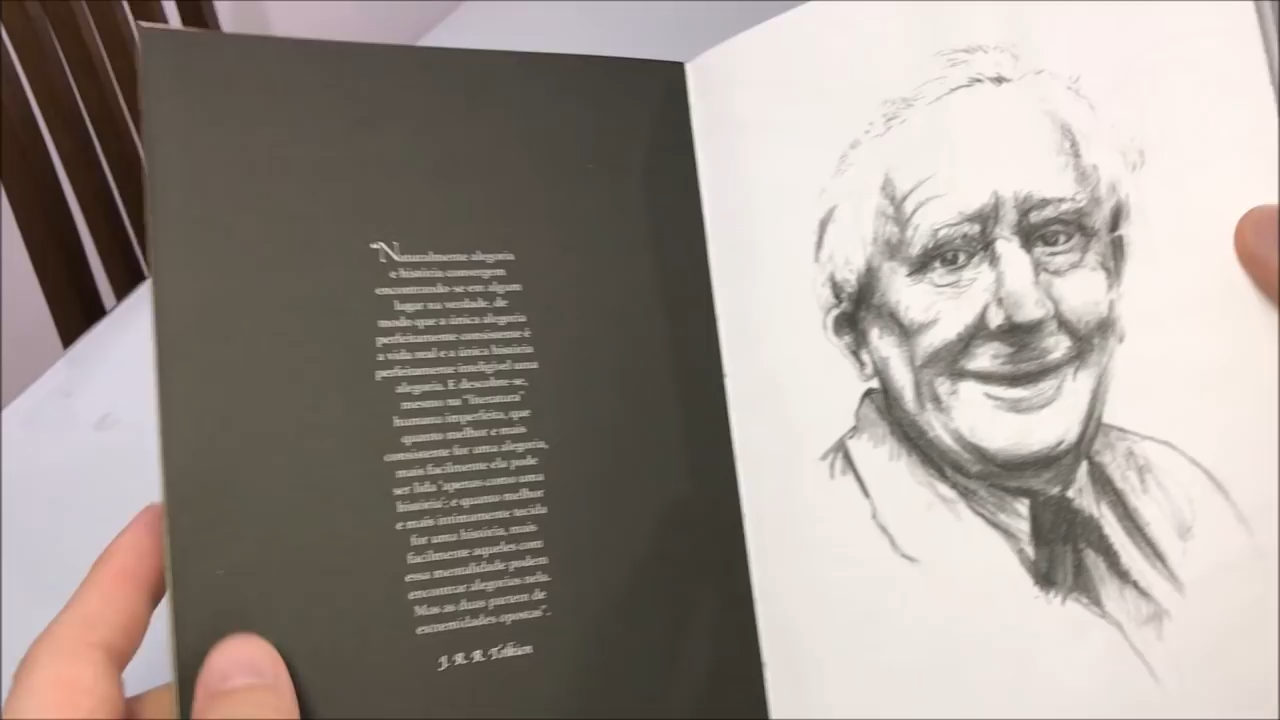 "Naturalmente alegoria
e história convergem
encontrando-se em algum
lugar na verdade, de
modo que a única alegoria
perfeitamente consistente é
a vida real e a única história
perfeitamente inteligível uma
alegoria. E descobre-se,
mesmo na "literatura"
humana imperfeita, que
quanto melhor e mais
consistente for uma alegoria,
mais facilmente ela pode
ser lida 'apenas como uma
história'; e quanto melhor
e mais intimamente tecida
for uma história, mais
facilmente aqueles com
essa mentalidade podem
encontrar alegorias nela.
Mas as duas partem de
extremidades opostas".
J. R. R. Tolkien